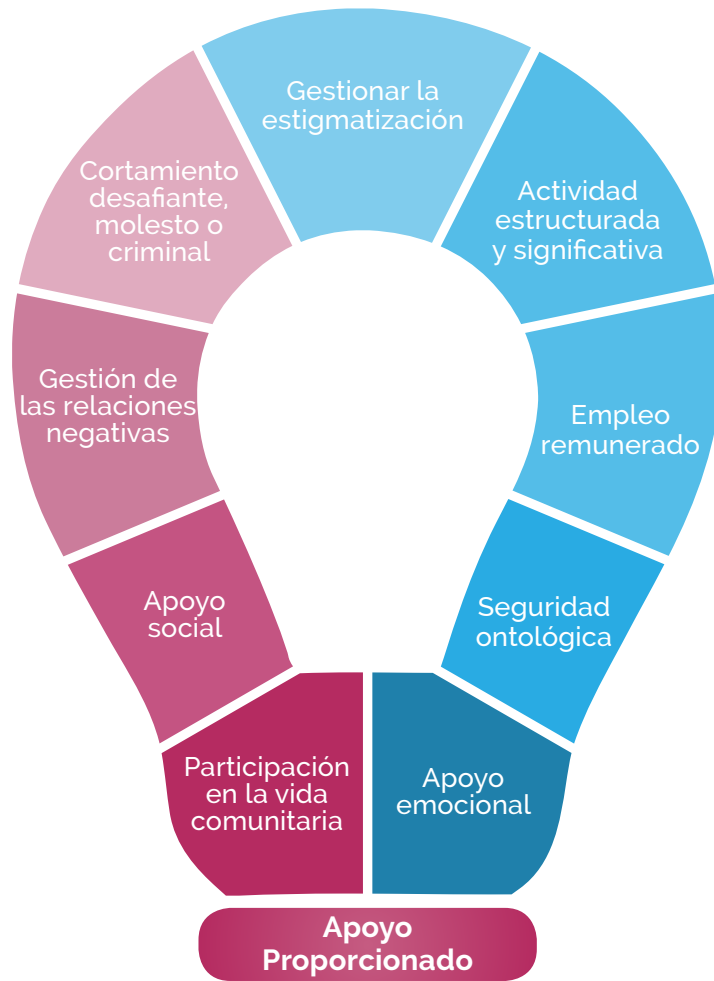 Gestionar la
estigmatización
Cortamiento
desafiante,
molesto o
criminal
Actividad
estructurada
y significativa
Gestión de
las relaciones
negativas
Empleo
remunerado
Apoyo
social
Seguridad
ontológica
Participación
en la vida
comunitaria
Apoyo
emocional
Apoyo
Proporcionado